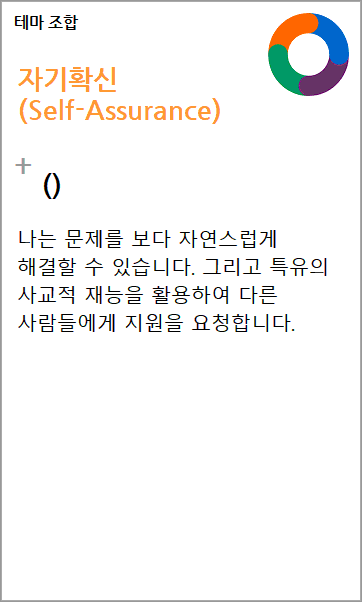 테마 조합
자기확신
(Self-Assurance)
+
()
나는 문제를 보다 자연스럽게
해결할 수 있습니다. 그리고 특유의
사교적 재능을 활용하여 다른
사람들에게 지원을 요청합니다.